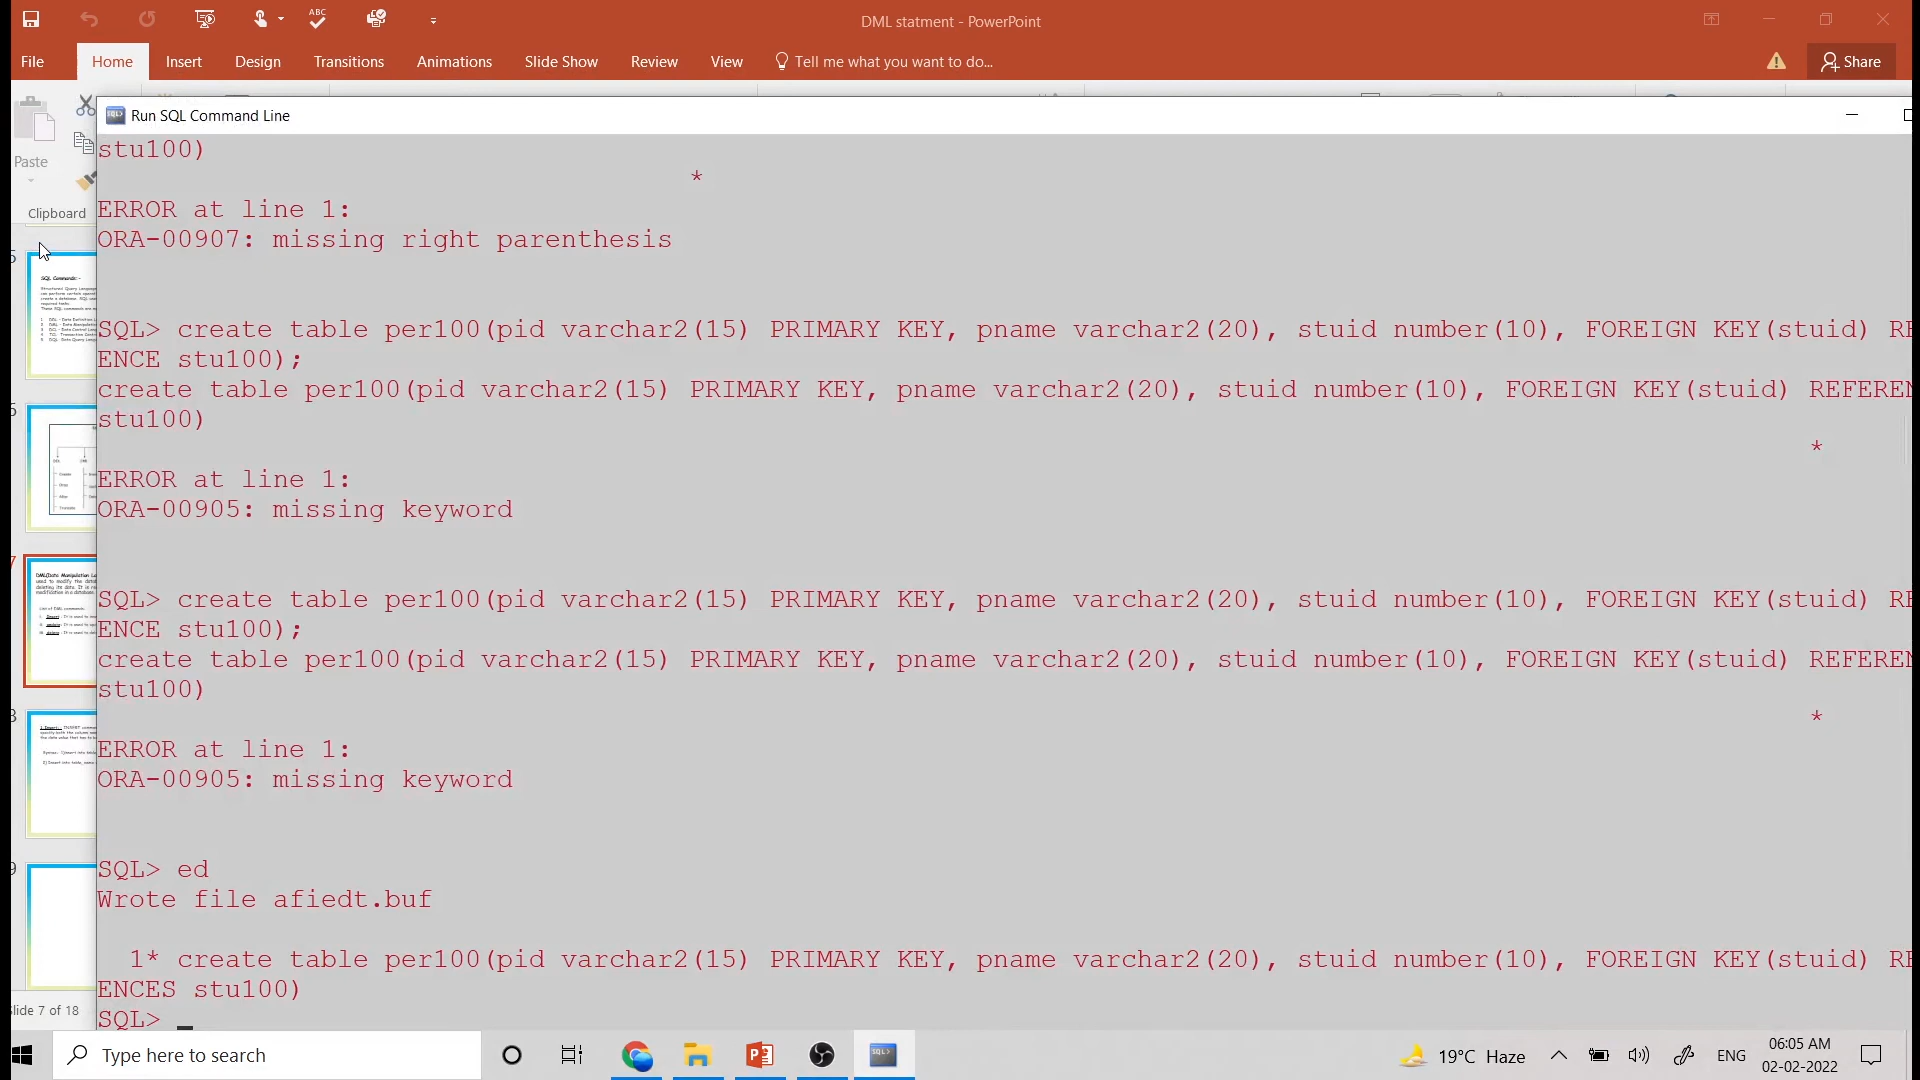 ABC
DML statment - PowerPoint
File Home Insert Design Transitions Animations Slide Show Review View Tell me what you want to do... Share
Paste
Clipboard
Run SQL Command Line
stu100)
*
ERROR at line 1:
ORA-00907: missing right parenthesis
SQL> create table per100(pid varchar2(15) PRIMARY KEY, pname varchar2(20), stuid number(10), FOREIGN KEY(stuid) RE
ENCE stu100);
create table per100(pid varchar2(15) PRIMARY KEY, pname varchar2(20), stuid number(10), FOREIGN KEY(stuid) REFEREN
stu100)
*
ERROR at line 1:
ORA-00905: missing keyword
SQL> create table per100(pid varchar2(15) PRIMARY KEY, pname varchar2(20), stuid number(10), FOREIGN KEY(stuid) RE
ENCE stu100);
create table per100(pid varchar2(15) PRIMARY KEY, pname varchar2(20), stuid number(10), FOREIGN KEY(stuid) REFEREN
stu100)
*
ERROR at line 1:
ORA-00905: missing keyword
SQL> ed
Wrote file afiedt.buf
1* create table per100(pid varchar2(15) PRIMARY KEY, pname varchar2(20), stuid number(10), FOREIGN KEY(stuid) RE
ENCES stu100)
SQL>
SQL Commands:-
lide 7 of 18
Type here to search
19°C Haze
ENG
06:05 AM
02-02-2022